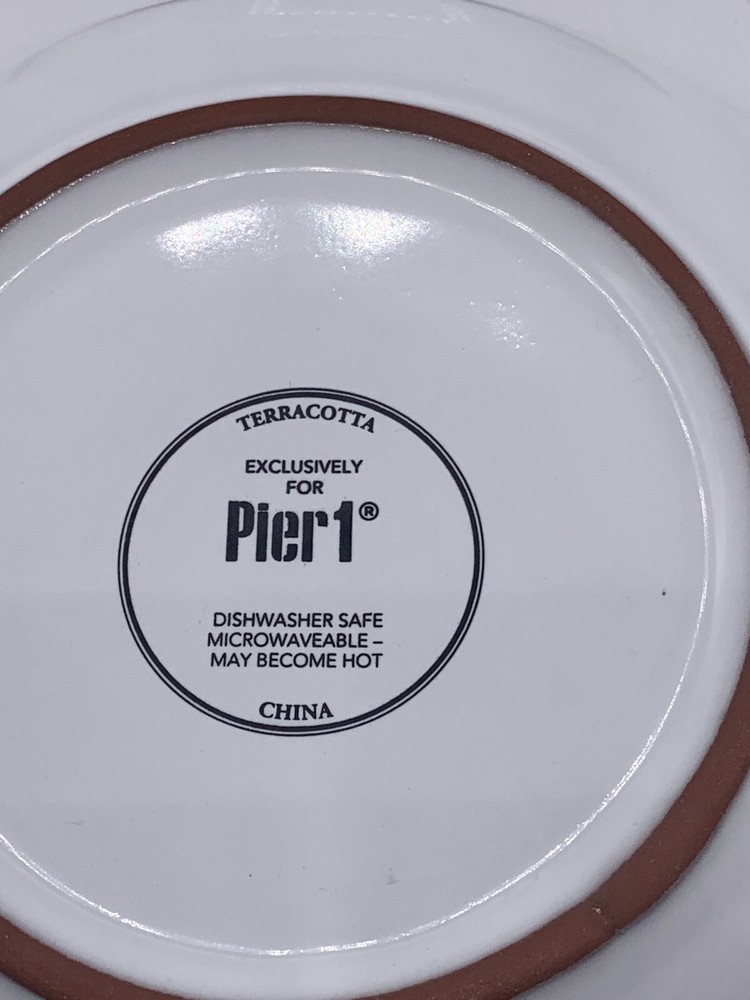 TERRACOTTA
EXCLUSIVELY
FOR
Pier1®
DISHWASHER SAFE
MICROWAVEABLE –
MAY BECOME HOT
CHINA